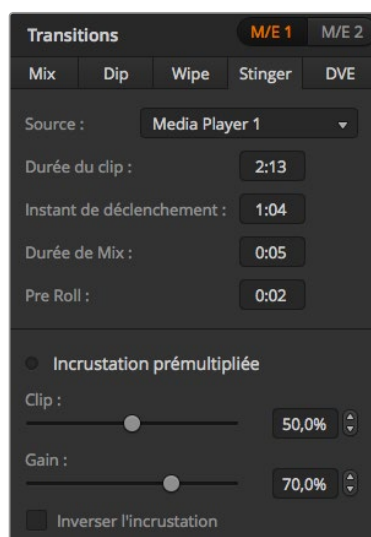 Transitions M/E 1 M/E 2
Mix Dip Wipe Stinger DVE
Source : Media Player 1
Durée du clip : 2:13
Instant de déclenchement : 1:04
Durée de Mix : 0:05
Pre Roll : 0:02
Incrustation prémultipliée
Clip :
50,0%
Gain :
70,0%
Inverser l'incrustation